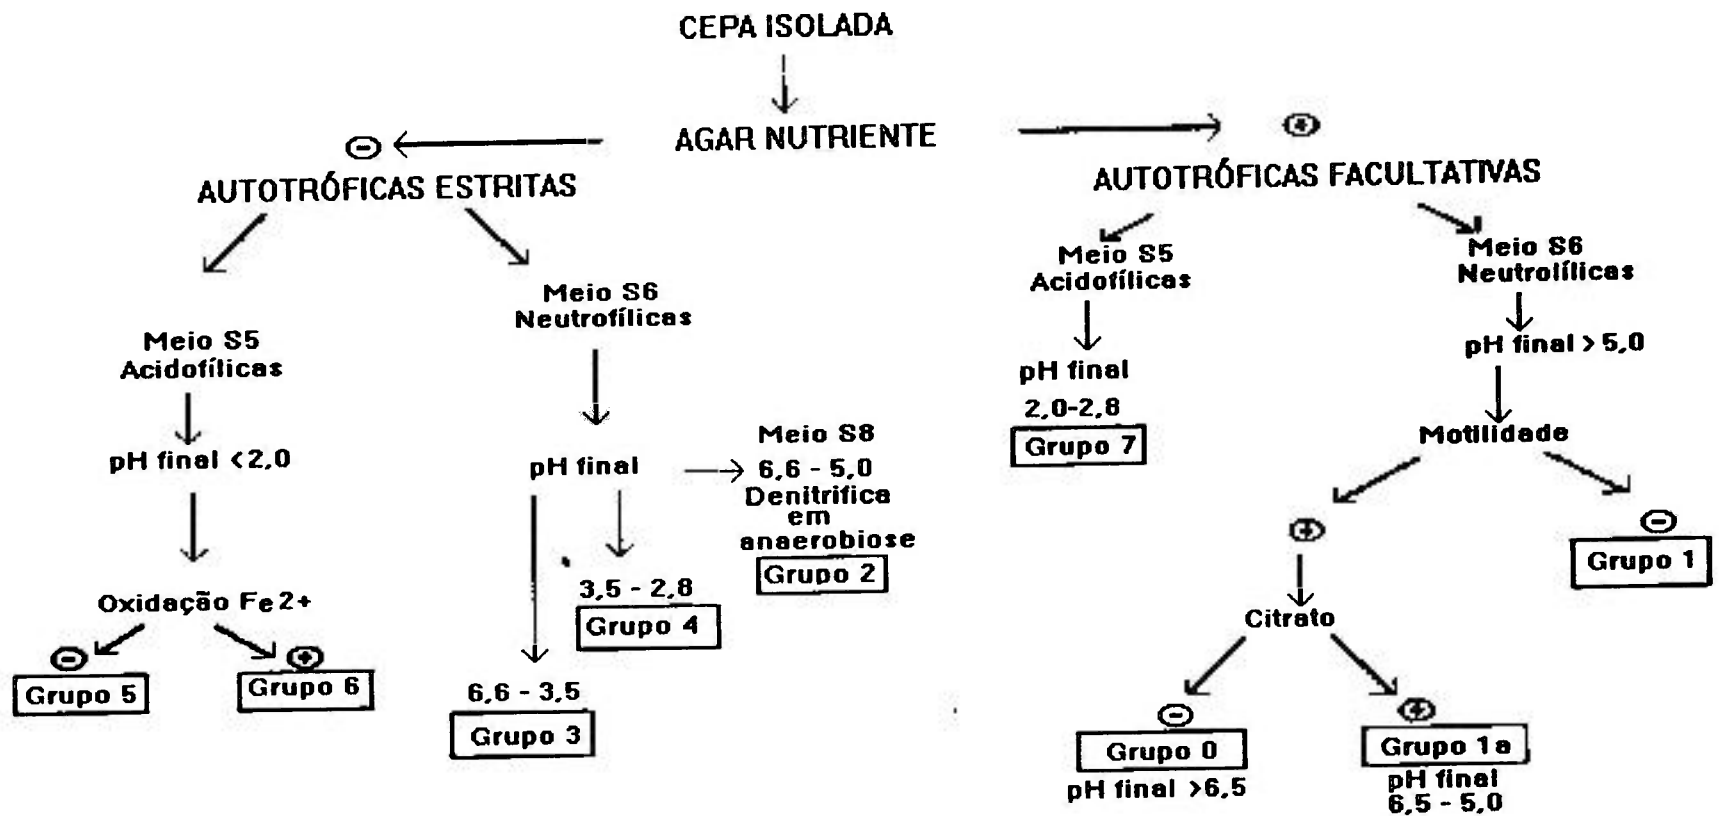 CEPA ISOLADA
AGAR NUTRIENTE
⊖
⊕
AUTOTRÓFICAS ESTRITAS
AUTOTRÓFICAS FACULTATIVAS
Meio S5
Acidofílicas
pH final <2,0
Oxidação Fe2+
⊖
Grupo 5
⊕
Grupo 6
Meio S6
Neutrofílicas
pH final
6,6 - 3,5
Grupo 3
3,5 - 2,8
Grupo 4
Meio S8
6,6 - 5,0
Denitrifica
em
anaerobiose
Grupo 2
Meio S5
Acidofílicas
pH final
2,0-2,8
Grupo 7
Meio S6
Neutrolílicas
pH final > 5,0
Motilidade
⊕
⊖
Grupo 1
Citrato
⊖
Grupo 0
pH final >6,5
⊕
Grupo 1a
pH final
6,5 - 5,0